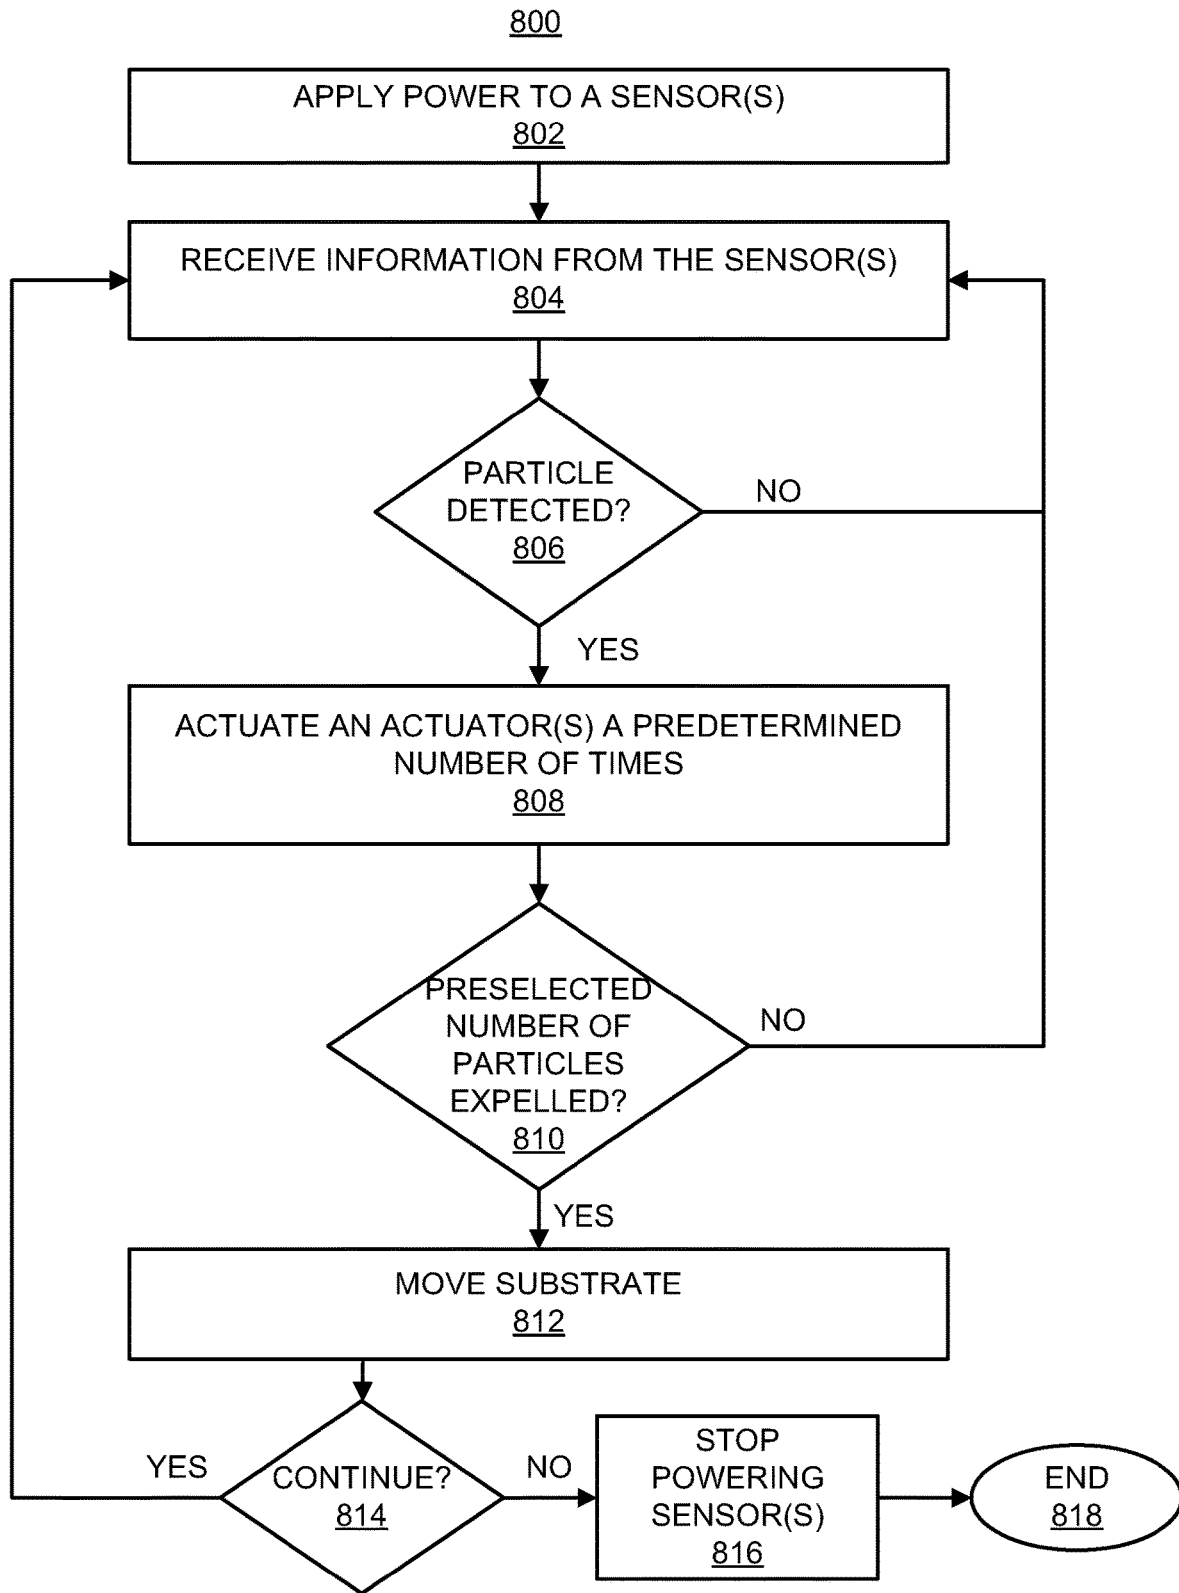 800
APPLY POWER TO A SENSOR(S)
802
RECEIVE INFORMATION FROM THE SENSOR(S)
804
PARTICLE
DETECTED?
806
NO
YES
ACTUATE AN ACTUATOR(S) A PREDETERMINED
NUMBER OF TIMES
808
PRESELECTED
NUMBER OF
PARTICLES
EXPELLED?
810
NO
YES
MOVE SUBSTRATE
812
YES
CONTINUE?
814
NO
STOP
POWERING
SENSOR(S)
816
END
818